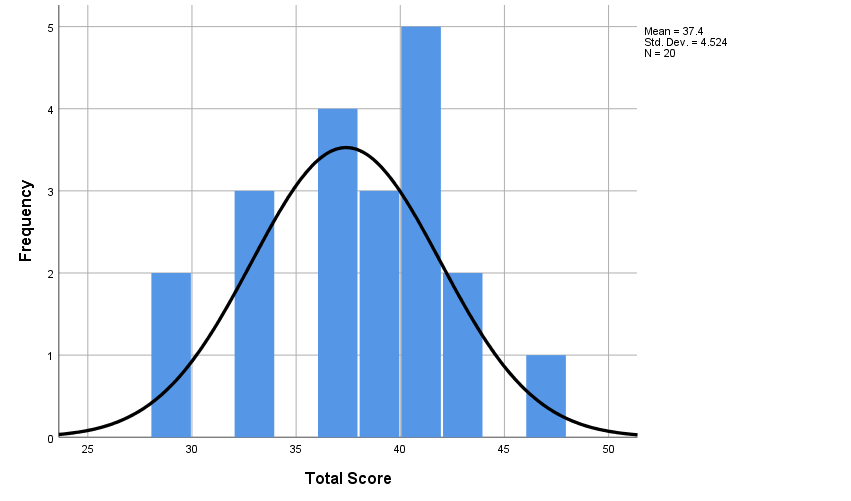 Mean = 37.4
Std. Dev. = 4.524
N = 20
Frequency
5
4
3
2
1
0
25 30 35 40 45 50
Total Score